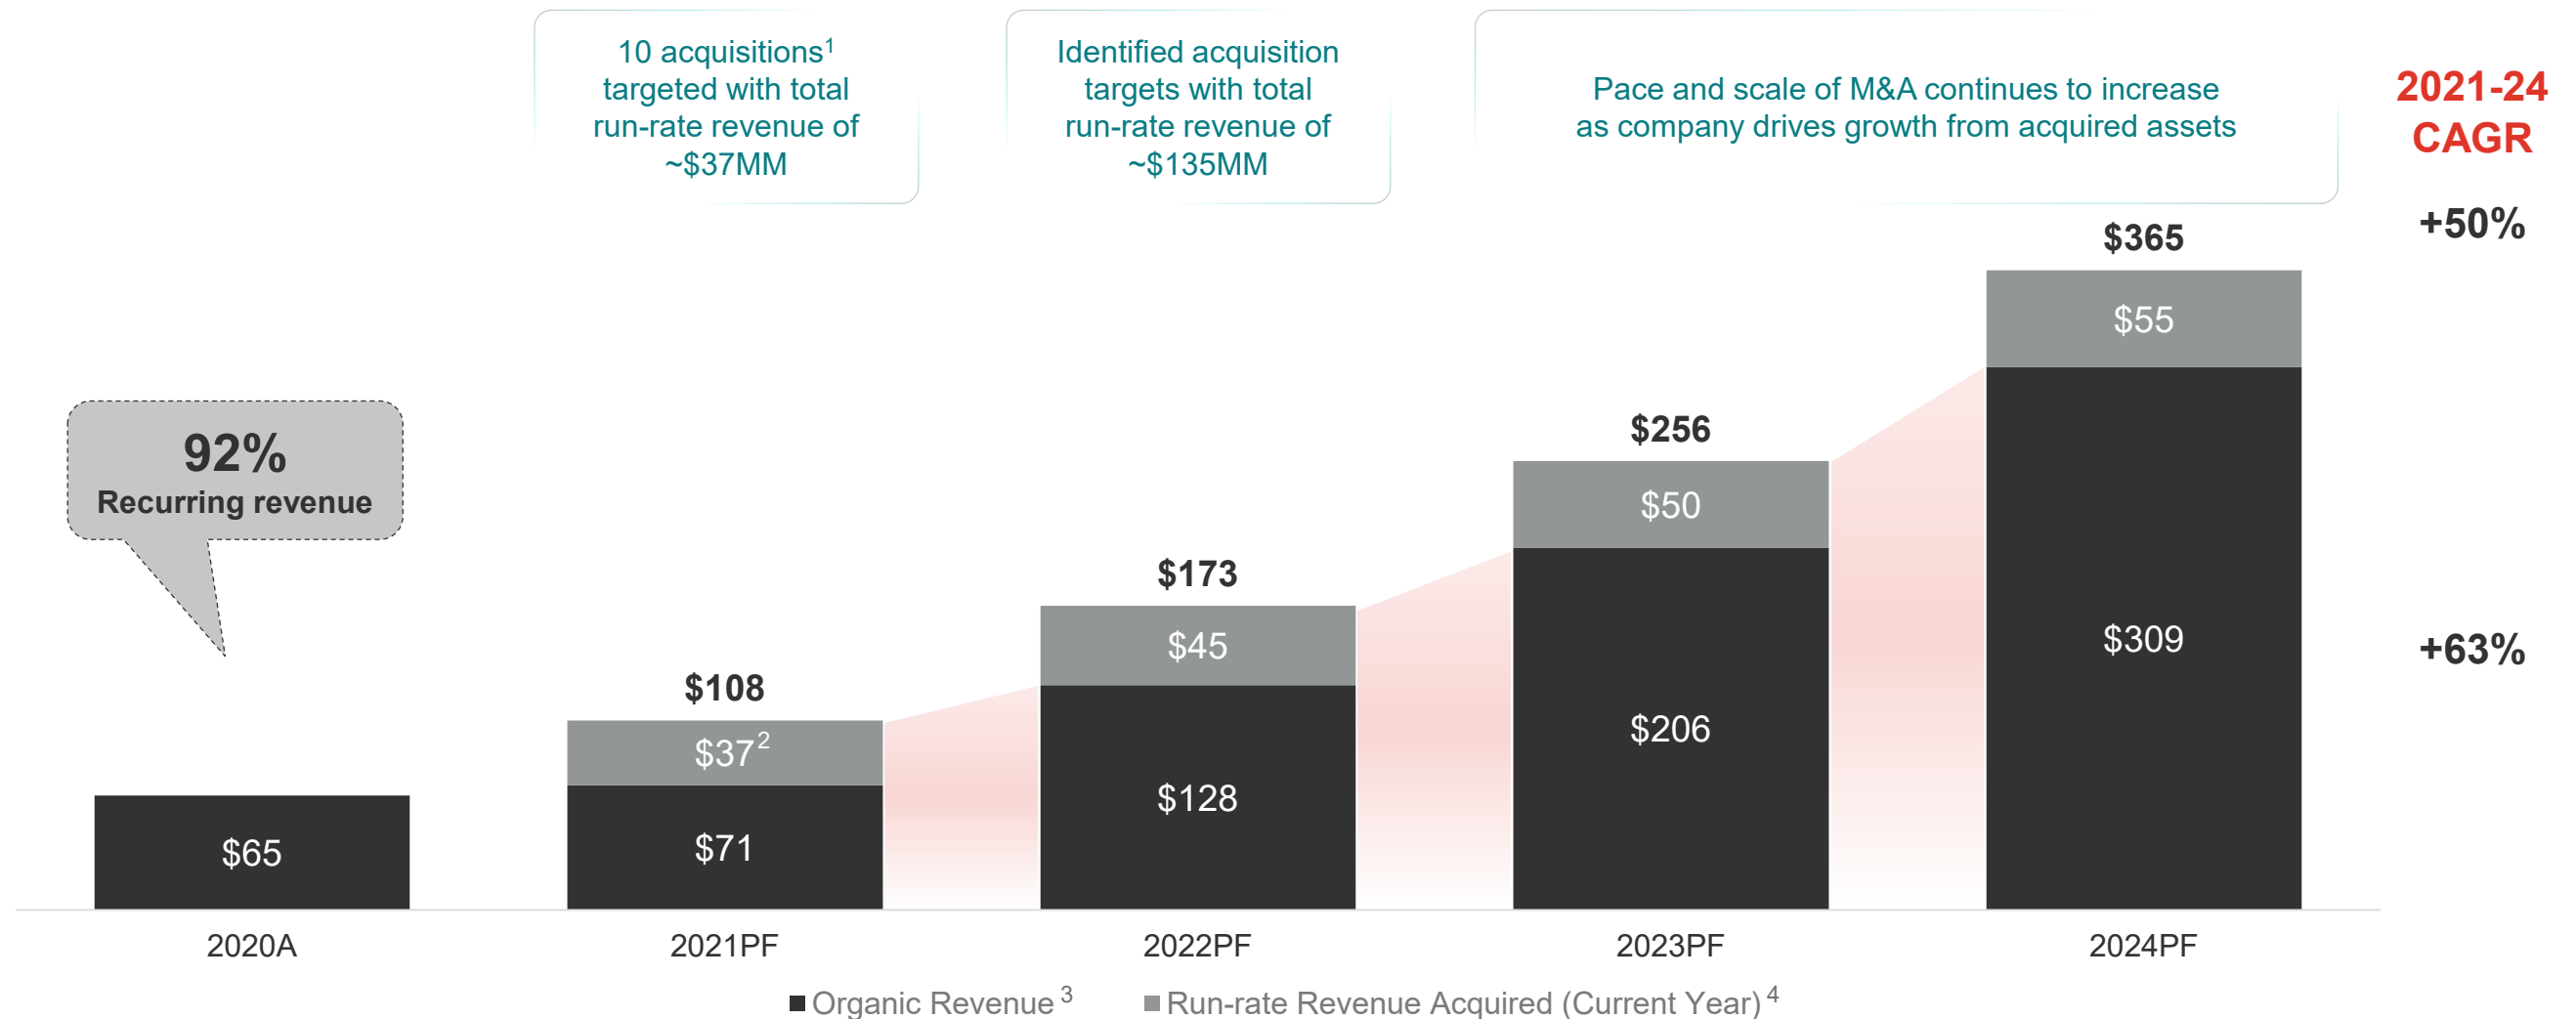 10 acquisitions¹
targeted with total
run-rate revenue of
~$37MM
Identified acquisition
targets with total
run-rate revenue of
~$135MM
Pace and scale of M&A continues to increase
as company drives growth from acquired assets
2021-24
CAGR
+50%
$365
$55
92%
Recurring revenue
$256
$50
$173
$45
$309
+63%
$108
$37²
$206
$128
$71
$65
2020A
2021PF
2022PF
2023PF
2024PF
Organic Revenue ³
Run-rate Revenue Acquired (Current Year) ⁴